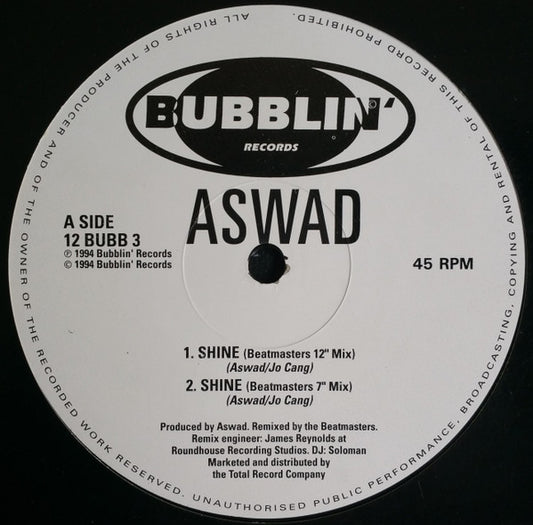 BUBBLIN'
©
RECORDS
ASWAD
A SIDE
12 BUBB 3
℗ 1994 Bubblin' Records
© 1994 Bubblin' Records
45 RPM
1. SHINE (Beatmasters 12" Mix)
(Aswad/Jo Cang)
2. SHINE (Beatmasters 7" Mix)
(Aswad/Jo Cang)
Produced by Aswad. Remixed by the Beatmasters.
Remix engineer: James Reynolds at
Roundhouse Recording Studios. DJ: Soloman
Marketed and distributed by
the Total Record Company
ALL RIGHTS OF THE PRODUCER AND OF THE OWNER OF THE RECORDED WORK RESERVED. UNAUTHORISED PUBLIC PERFORMANCE, BROADCASTING, COPYING AND RENTAL OF THIS RECORD PROHIBITED.